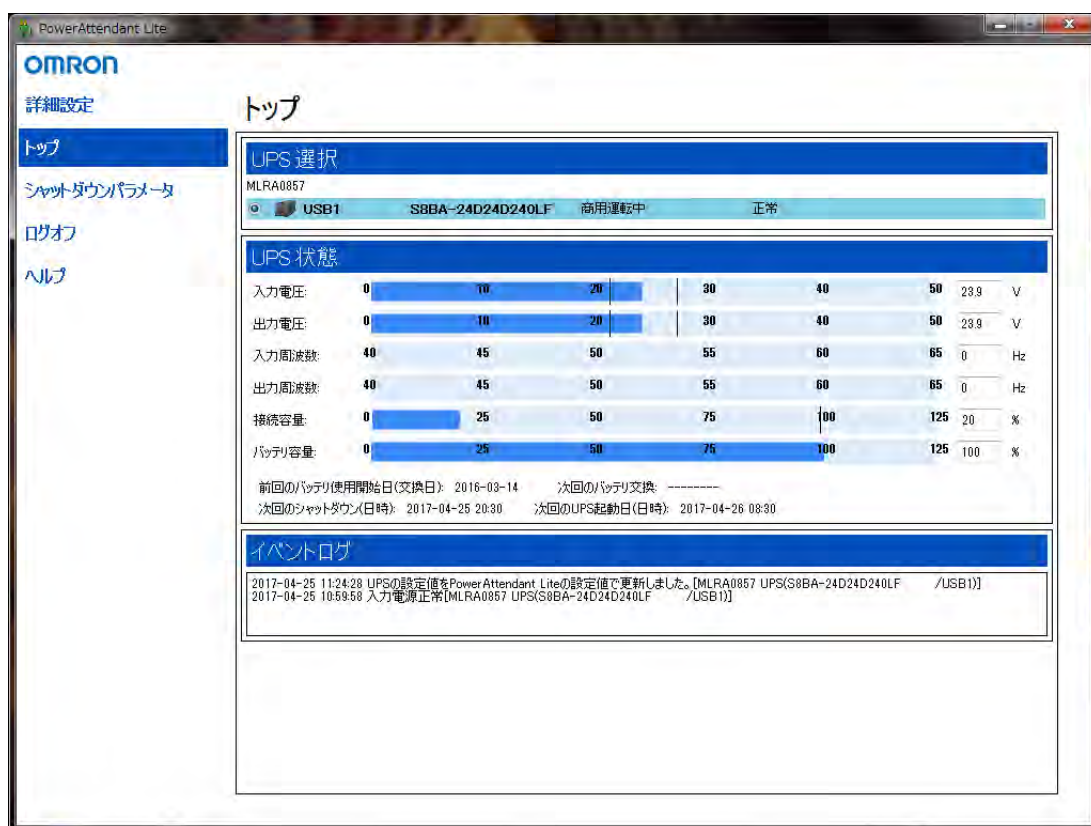 PowerAttendant Lite
OMRON
詳細設定
トップ
シャットダウンパラメータ
ログオフ
ヘルプ
トップ
UPS 選択
MLRA0857
USB1 S8BA-24D24D240LF 商用運転中 正常
UPS 状態
入力電圧: 0 10 20 30 40 50 23.9 V
出力電圧: 0 10 20 30 40 50 23.9 V
入力周波数: 40 45 50 55 60 65 0 Hz
出力周波数: 40 45 50 55 60 65 0 Hz
接続容量: 0 25 50 75 100 125 20 %
バッテリ容量: 0 25 50 75 100 125 100 %
前回のバッテリ使用開始日(交換日): 2016-03-14 次回のバッテリ交換: --------
次回のシャットダウン(日時): 2017-04-25 20:30 次回のUPS起動日(日時): 2017-04-26 08:30
イベントログ
2017-04-25 11:24:28 UPSの設定値をPowerAttendant Liteの設定値で更新しました。[MLRA0857 UPS(S8BA-24D24D240LF /USB1)]
2017-04-25 10:59:58 入力電源正常[MLRA0857 UPS(S8BA-24D24D240LF /USB1)]